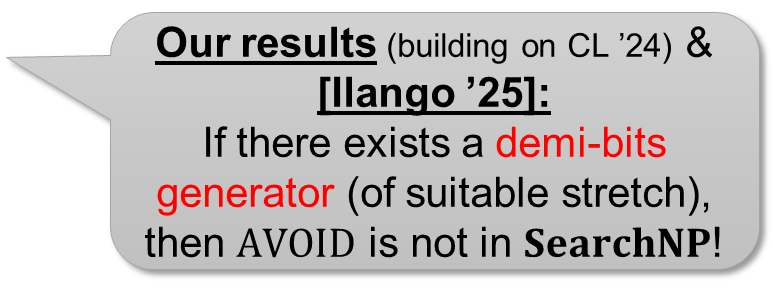 Our results (building on CL ’24) &
[Ilango ’25]:
If there exists a demi-bits
generator (of suitable stretch),
then AVOID is not in SearchNP!